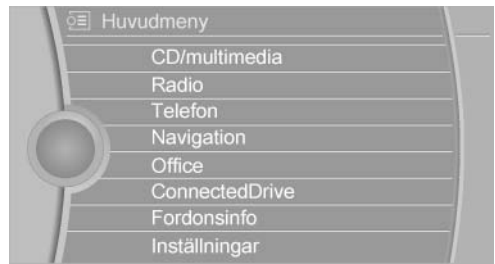 Huvudmeny
CD/multimedia
Radio
Telefon
Navigation
Office
ConnectedDrive
Fordonsinfo
Inställningar